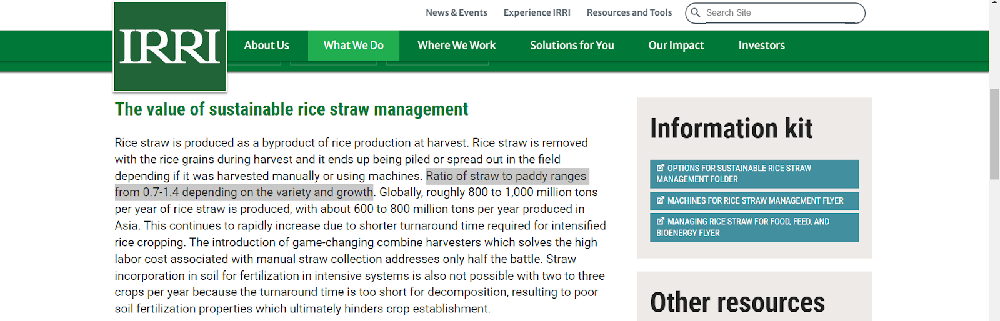 News & Events
Experience IRRI
Resources and Tools
Search Site
IRRI
About Us
What We Do
Where We Work
Solutions for You
Our Impact
Investors
The value of sustainable rice straw management
Rice straw is produced as a byproduct of rice production at harvest. Rice straw is removed
with the rice grains during harvest and it ends up being piled or spread out in the field
depending if it was harvested manually or using machines. Ratio of straw to paddy ranges
from 0.7-1.4 depending on the variety and growth. Globally, roughly 800 to 1,000 million tons
per year of rice straw is produced, with about 600 to 800 million tons per year produced in
Asia. This continues to rapidly increase due to shorter turnaround time required for intensified
rice cropping. The introduction of game-changing combine harvesters which solves the high
labor cost associated with manual straw collection addresses only half the battle. Straw
incorporation in soil for fertilization in intensive systems is also not possible with two to three
crops per year because the turnaround time is too short for decomposition, resulting to poor
soil fertilization properties which ultimately hinders crop establishment.
Information kit
OPTIONS FOR SUSTAINABLE RICE STRAW
MANAGEMENT FOLDER
MACHINES FOR RICE STRAW MANAGEMENT FLYER
MANAGING RICE STRAW FOR FOOD, FEED, AND
BIOENERGY FLYER
Other resources